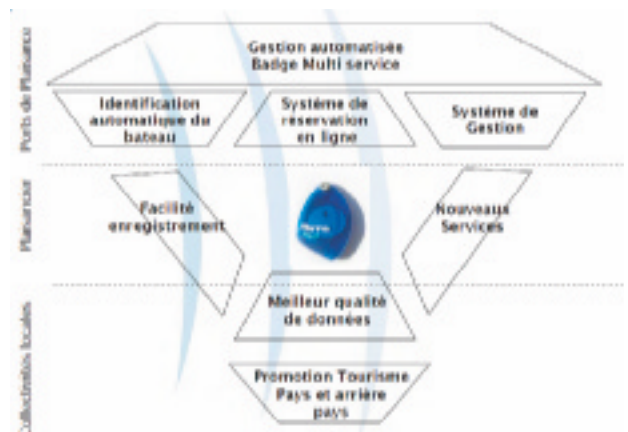 Gestion automatisée
Badge Multi service
Identification
automatique du
bateau
Système de
réservation
en ligne
Système de
Gestion
Ports de Plaisance
Facilité
enregistrement
Nouveaux
Services
Plaisancier
Meilleur qualité
de données
Promotion Tourisme
Pays et arrière
pays
Collectivités locales